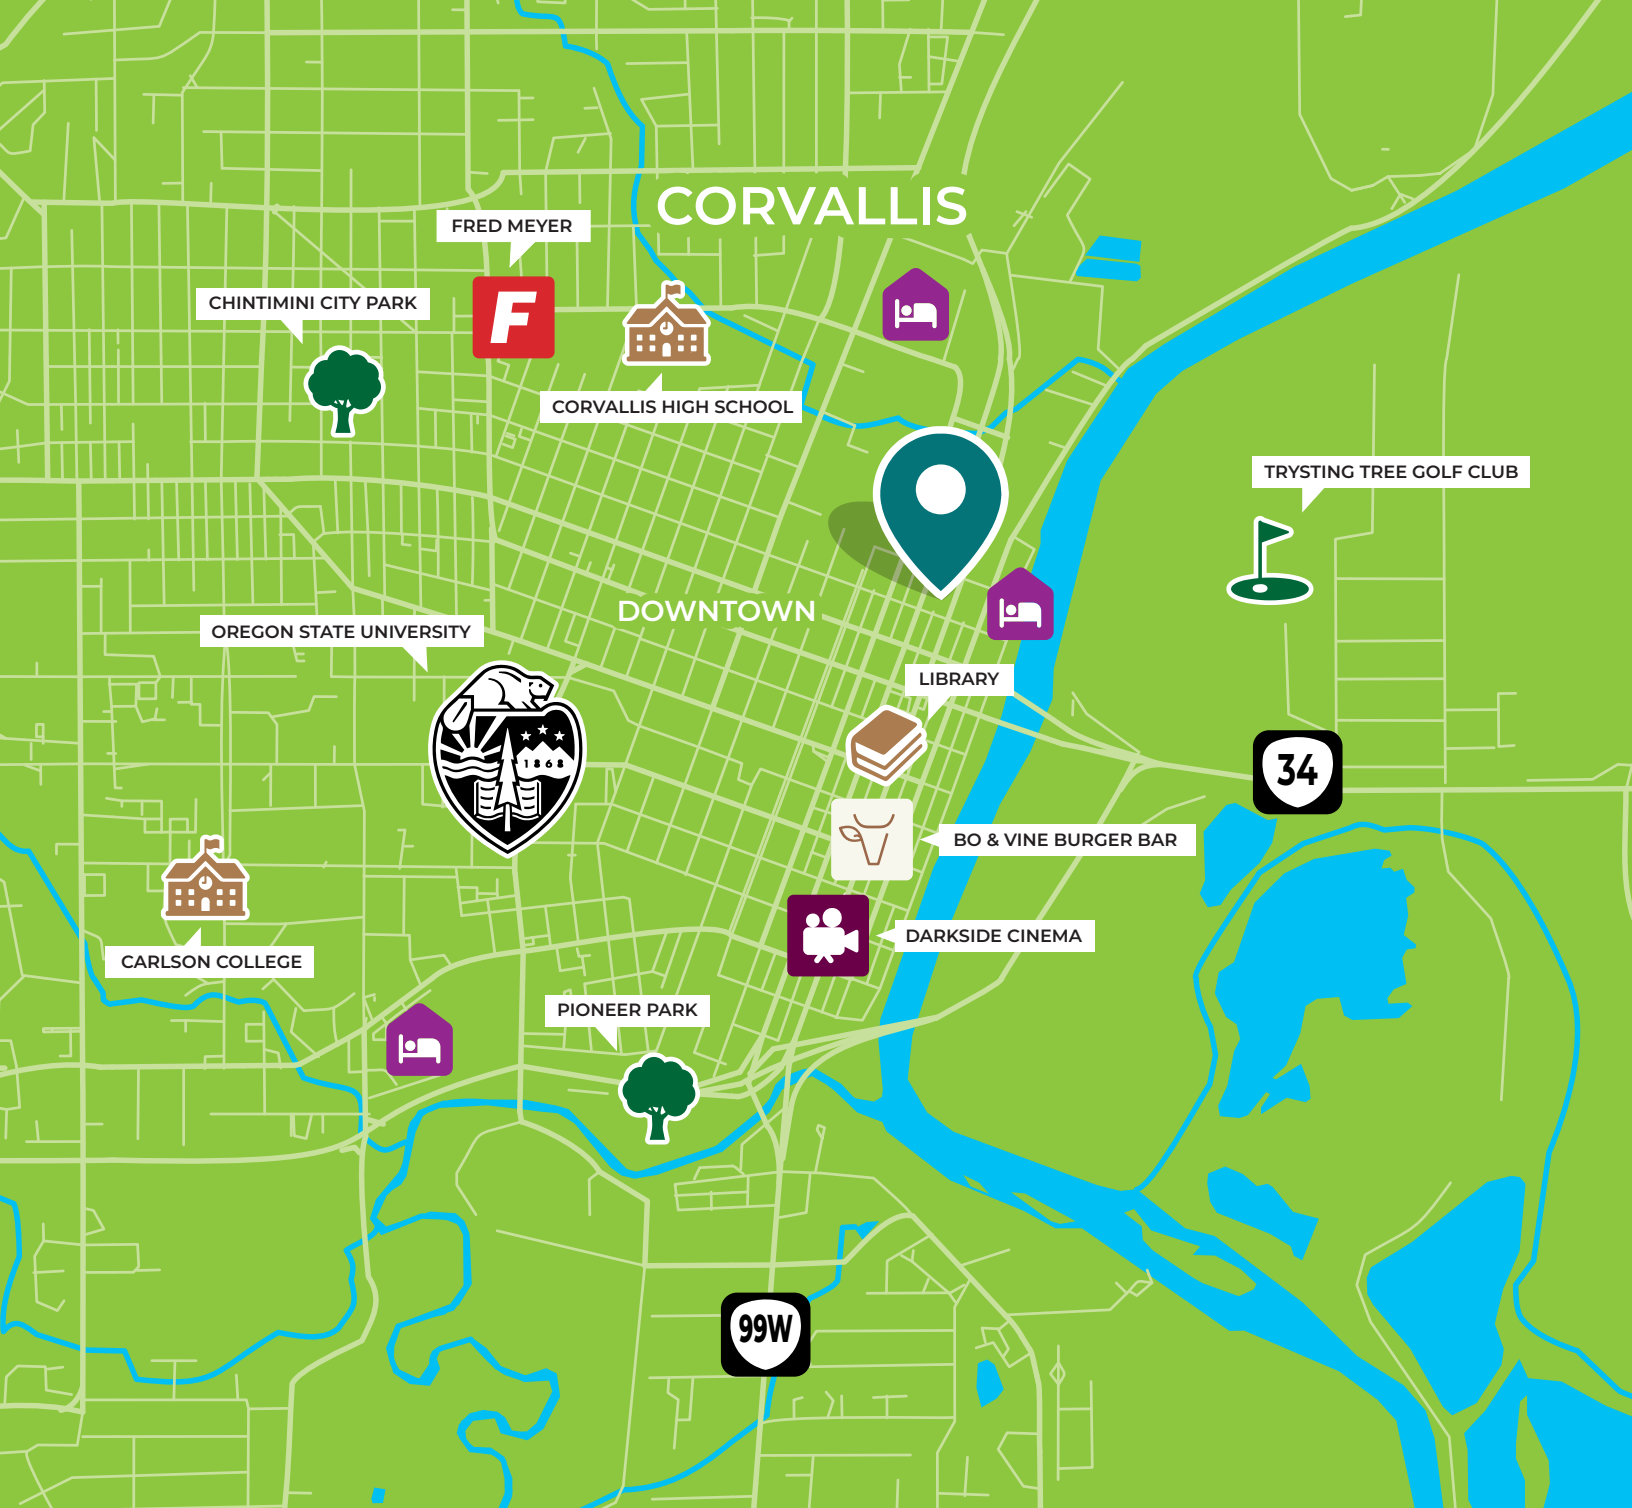 CORVALLIS
FRED MEYER
F
CHINTIMINI CITY PARK
CORVALLIS HIGH SCHOOL
TRYSTING TREE GOLF CLUB
DOWNTOWN
OREGON STATE UNIVERSITY
LIBRARY
1868
34
BO & VINE BURGER BAR
DARKSIDE CINEMA
CARLSON COLLEGE
PIONEER PARK
99W